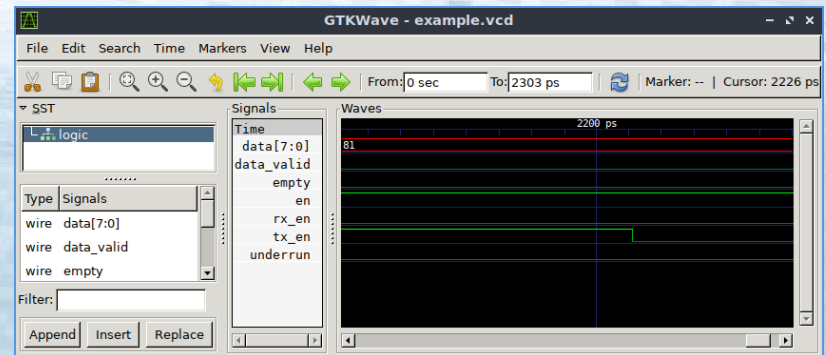 GTKWave - example.vcd
File Edit Search Time Markers View Help
From: 0 sec To: 2303 ps Marker: -- | Cursor: 2226 ps
SST
logic
Type Signals
wire data[7:0]
wire data_valid
wire empty
Filter:
Append Insert Replace
Signals
Time
data[7:0]
data_valid
empty
en
rx_en
tx_en
underrun
Waves
2200 ps
81